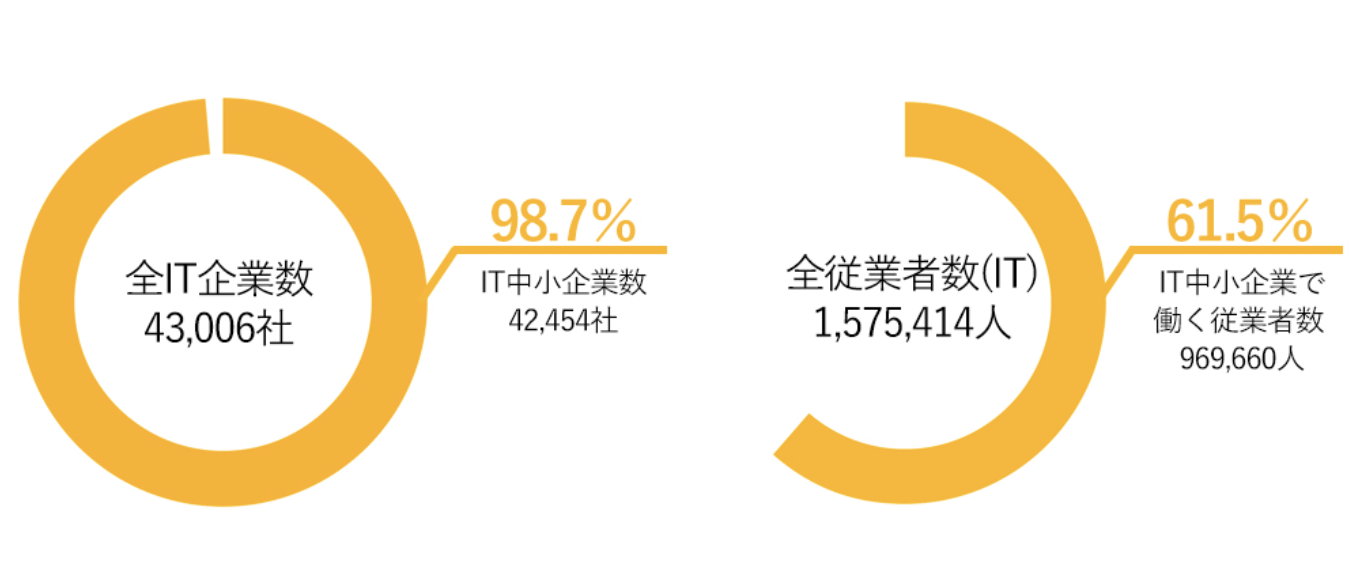 全IT企業数
43,006社
98.7%
IT中小企業数
42,454社
全従業者数(IT)
1,575,414人
61.5%
IT中小企業で
働く従業者数
969,660人